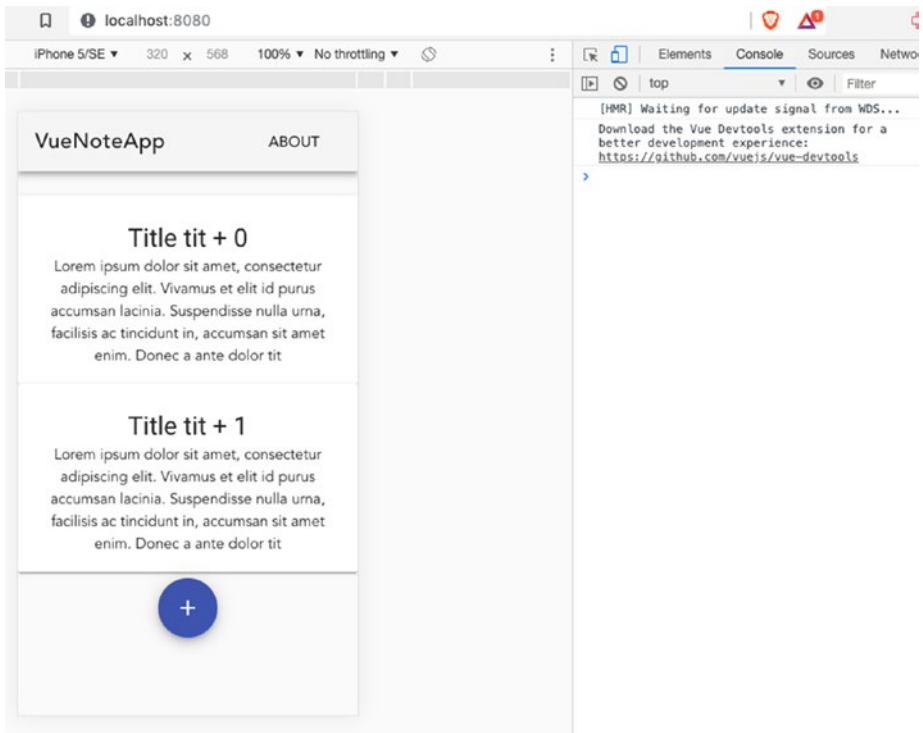 localhost:8080
1
iPhone 5/SE ▼ 320 x 568 100% ▼ No throttling ▼
Elements Console Sources
top ▼ Filter
[HMR] Waiting for update signal from WDS...
Download the Vue Devtools extension for a
better development experience:
https://github.com/vuejs/vue-devtools
>
VueNoteApp ABOUT
Title tit + 0
Lorem ipsum dolor sit amet, consectetur
adipiscing elit. Vivamus et elit id purus
accumsan lacinia. Suspendisse nulla urna,
facilisis ac tincidunt in, accumsan sit amet
enim. Donec a ante dolor tit
Title tit + 1
Lorem ipsum dolor sit amet, consectetur
adipiscing elit. Vivamus et elit id purus
accumsan lacinia. Suspendisse nulla urna,
facilisis ac tincidunt in, accumsan sit amet
enim. Donec a ante dolor tit
+